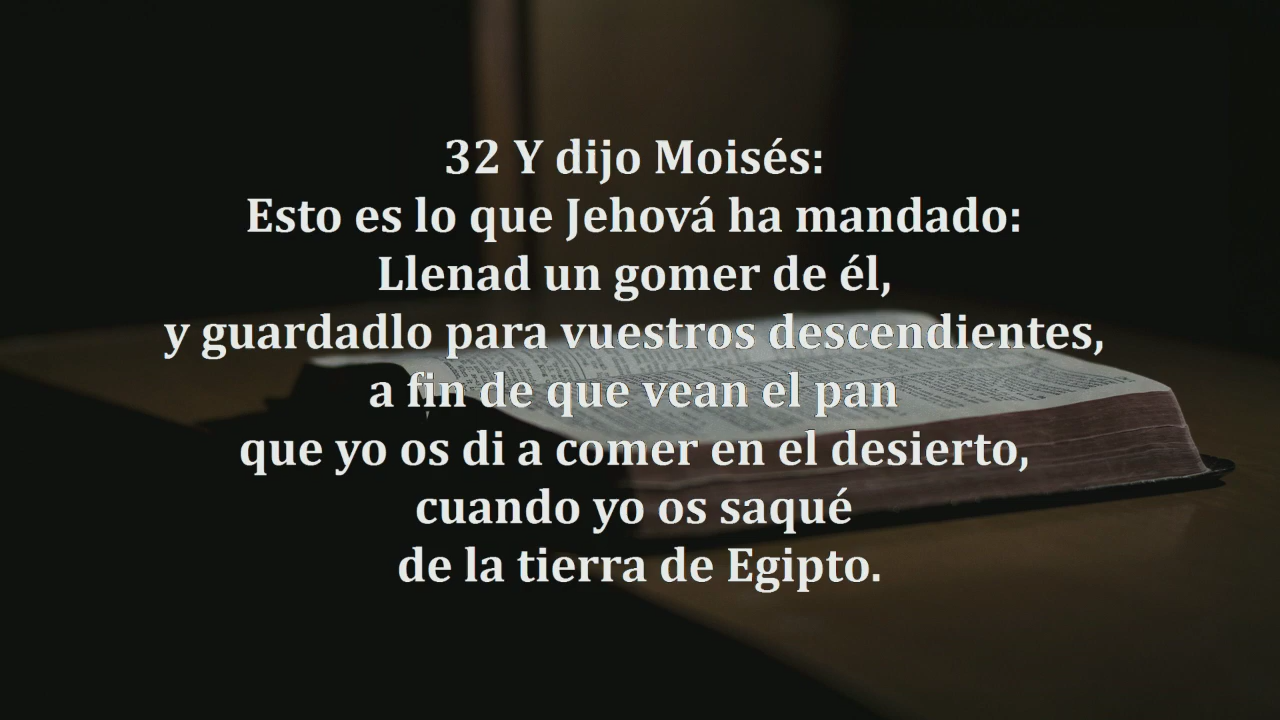 32 Y dijo Moisés:
Esto es lo que Jehová ha mandado:
Llenad un gomer de él,
y guardadlo para vuestros descendientes,
a fin de que vean el pan
que yo os di a comer en el desierto,
cuando yo os saqué
de la tierra de Egipto.